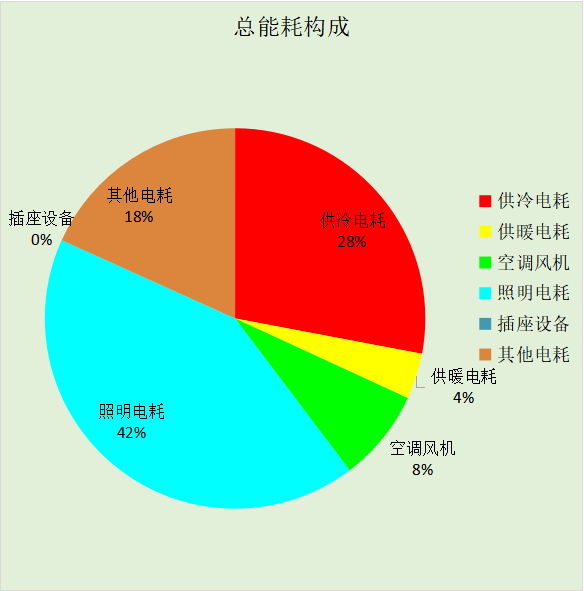 总能耗构成
其他电耗
18%
插座设备
0%
供冷电耗
28%
供暖电耗
4%
空调风机
8%
照明电耗
42%
供冷电耗
供暖电耗
空调风机
照明电耗
插座设备
其他电耗